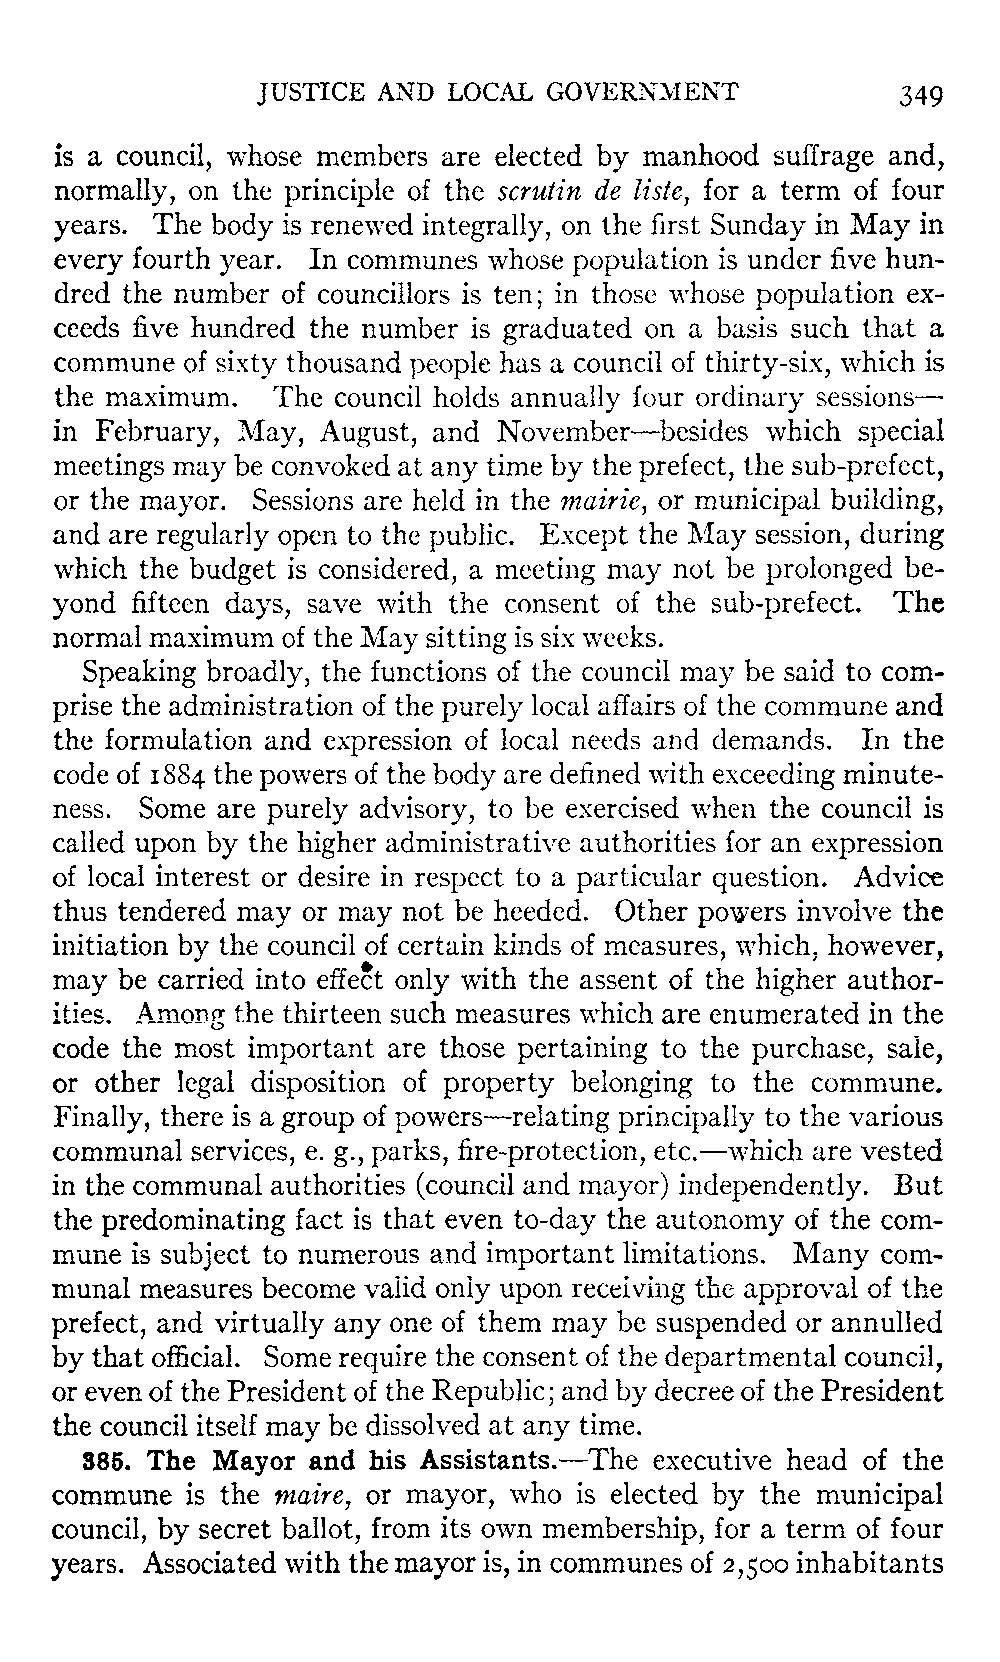 JUSTICE AND LOCAL GOVERNMENT 349
is a council, whose members are elected by manhood suffrage and,
normally, on the principle of the scrutin de liste, for a term of four
years. The body is renewed integrally, on the first Sunday in May in
every fourth year. In communes whose population is under five hun-
dred the number of councillors is ten; in those whose population ex-
ceeds five hundred the number is graduated on a basis such that a
commune of sixty thousand people has a council of thirty-six, which is
the maximum. The council holds annually four ordinary sessions—
in February, May, August, and November—besides which special
meetings may be convoked at any time by the prefect, the sub-prefect,
or the mayor. Sessions are held in the mairie, or municipal building,
and are regularly open to the public. Except the May session, during
which the budget is considered, a meeting may not be prolonged be-
yond fifteen days, save with the consent of the sub-prefect. The
normal maximum of the May sitting is six weeks.
Speaking broadly, the functions of the council may be said to com-
prise the administration of the purely local affairs of the commune and
the formulation and expression of local needs and demands. In the
code of 1884 the powers of the body are defined with exceeding minute-
ness. Some are purely advisory, to be exercised when the council is
called upon by the higher administrative authorities for an expression
of local interest or desire in respect to a particular question. Advice
thus tendered may or may not be heeded. Other powers involve the
initiation by the council of certain kinds of measures, which, however,
may be carried into effect only with the assent of the higher author-
ities. Among the thirteen such measures which are enumerated in the
code the most important are those pertaining to the purchase, sale,
or other legal disposition of property belonging to the commune.
Finally, there is a group of powers—relating principally to the various
communal services, e. g., parks, fire-protection, etc.—which are vested
in the communal authorities (council and mayor) independently. But
the predominating fact is that even to-day the autonomy of the com-
mune is subject to numerous and important limitations. Many com-
munal measures become valid only upon receiving the approval of the
prefect, and virtually any one of them may be suspended or annulled
by that official. Some require the consent of the departmental council,
or even of the President of the Republic; and by decree of the President
the council itself may be dissolved at any time.
385. The Mayor and his Assistants.—The executive head of the
commune is the maire, or mayor, who is elected by the municipal
council, by secret ballot, from its own membership, for a term of four
years. Associated with the mayor is, in communes of 2,500 inhabitants